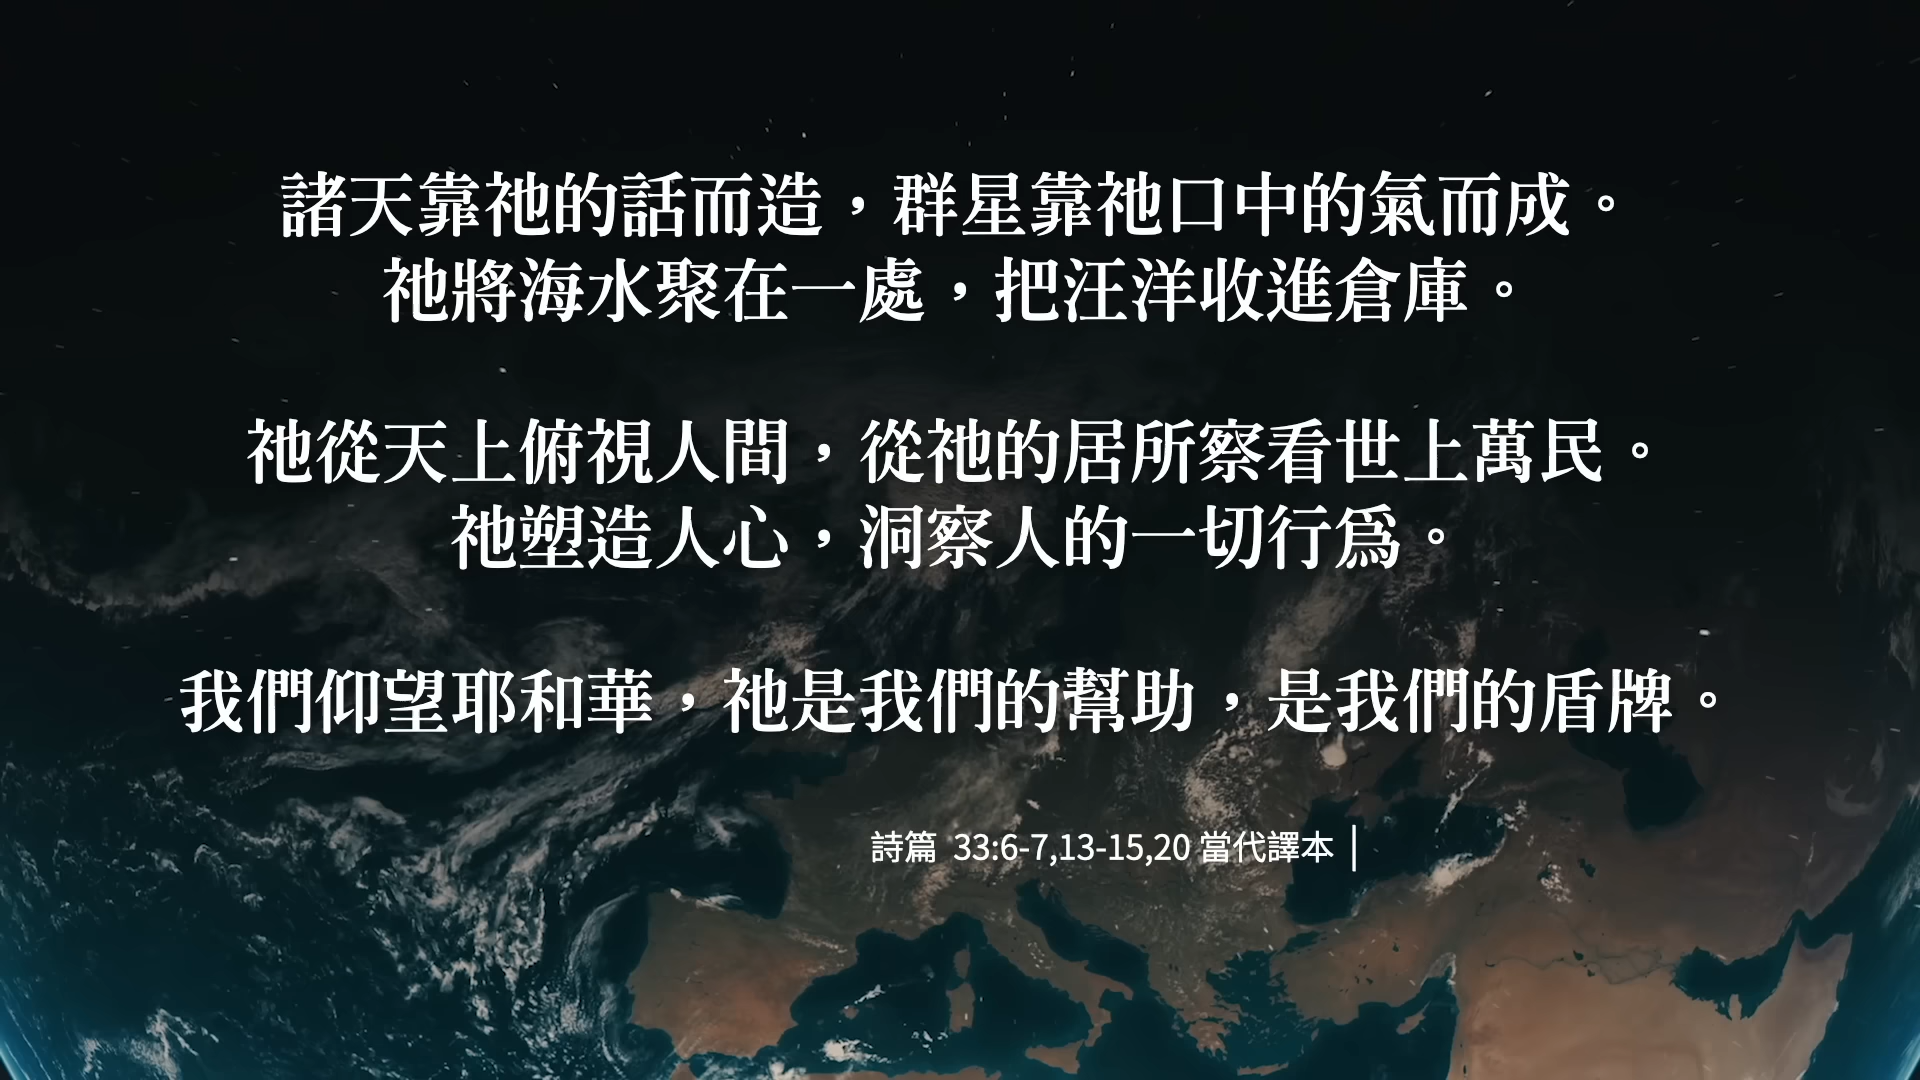 諸天靠祂的話而造，群星靠祂口中的氣而成。
祂將海水聚在一處，把汪洋收進倉庫。
祂從天上俯視人間，從祂的居所察看世上萬民。
祂塑造人心，洞察人的一切行爲。
我們仰望耶和華，祂是我們的幫助，是我們的盾牌。
詩篇 33:6-7,13-15,20 當代譯本｜